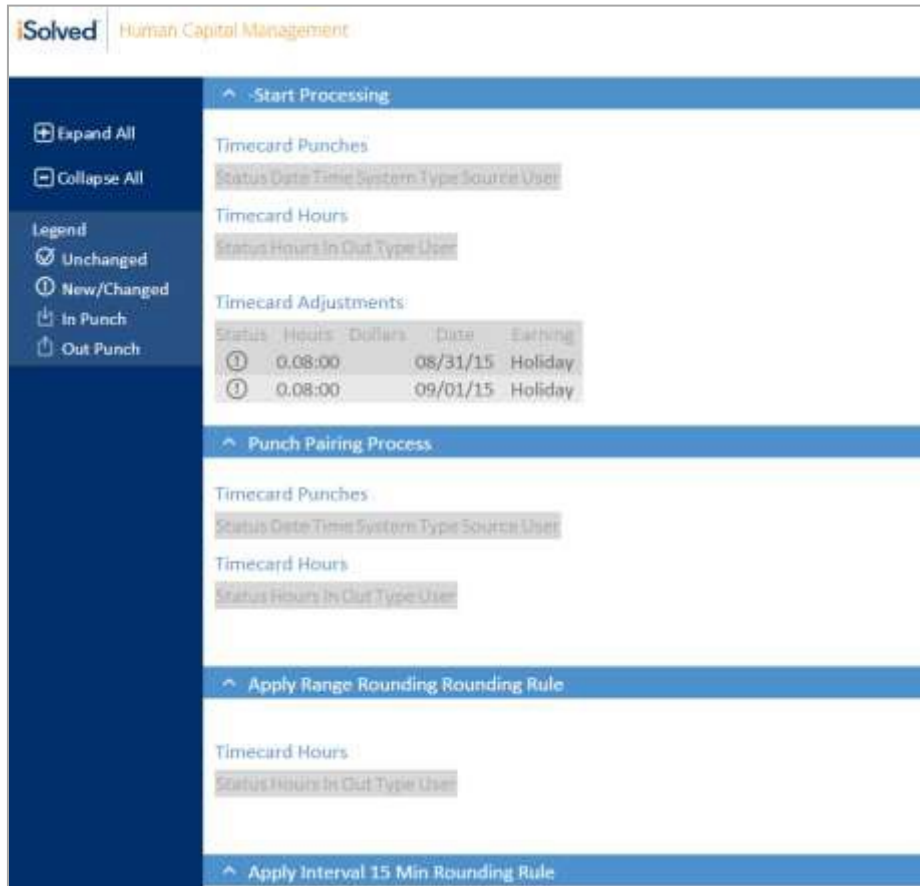 iSolved Human Capital Management
-Start Processing
Expand All
Collapse All
Legend
Unchanged
New/Changed
In Punch
Out Punch
Timecard Punches
Status Date Time System Type Source User
Timecard Hours
Status Hours In Out Type User
Timecard Adjustments
Status Hours Dollars Date Earning
0.08:00 08/31/15 Holiday
0.08:00 09/01/15 Holiday
Punch Pairing Process
Timecard Punches
Status Date Time System Type Source User
Timecard Hours
Status Hours In Out Type User
Apply Range Rounding Rounding Rule
Timecard Hours
Status Hours In Out Type User
Apply Interval 15 Min Rounding Rule